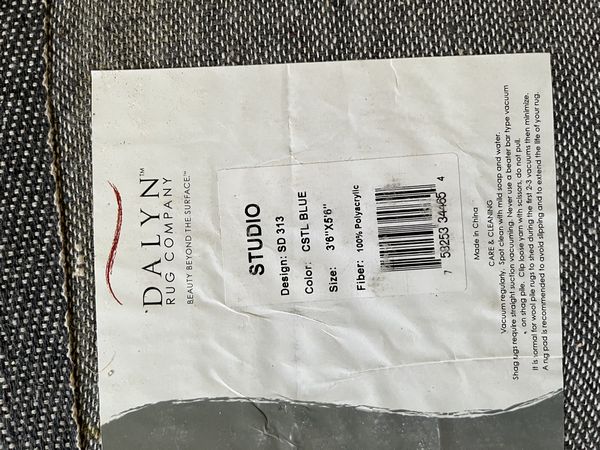 DALYN™
RUG COMPANY
BEAUTY BEYOND THE SURFACE.™
STUDIO
Design: SD 313
Color: CSTL BLUE
Size: 3'6"X5'6"
Fiber: 100% Polyacrylic
7 59253 34465 4
Made in China
CARE & CLEANING
Vacuum regularly. Spot clean with mild soap and water.
Shag rugs require straight suction vacuuming. Never use a beater bar type vacuum
on shag pile. Clip loose yarn with scissors, do not pull.
It is normal for wool pile rugs to shed during the first 2-3 vacuums then minimize.
A rug pad is recommended to avoid slipping and to extend the life of your rug.